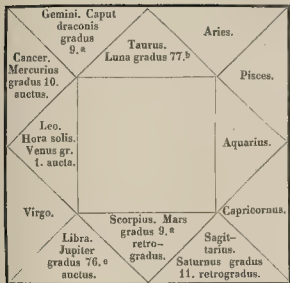 Gemini. Caput
draconis
gradus
9.a
Taurus.
Luna gradus 77.b
Aries.
Cancer.
Mercurius
gradus 10.
auctus.
Pisces.
Leo.
Hora solis.
Venus gr.
1. aucta.
Aquarius.
Virgo.
Capricornus.
Libra.
Jupiter
gradus 76.c
auctus.
Scorpius. Mars
gradus 9.a
retro-
gradus.
Sagit-
tarius.
Saturnus gradus
11. retrogradus.